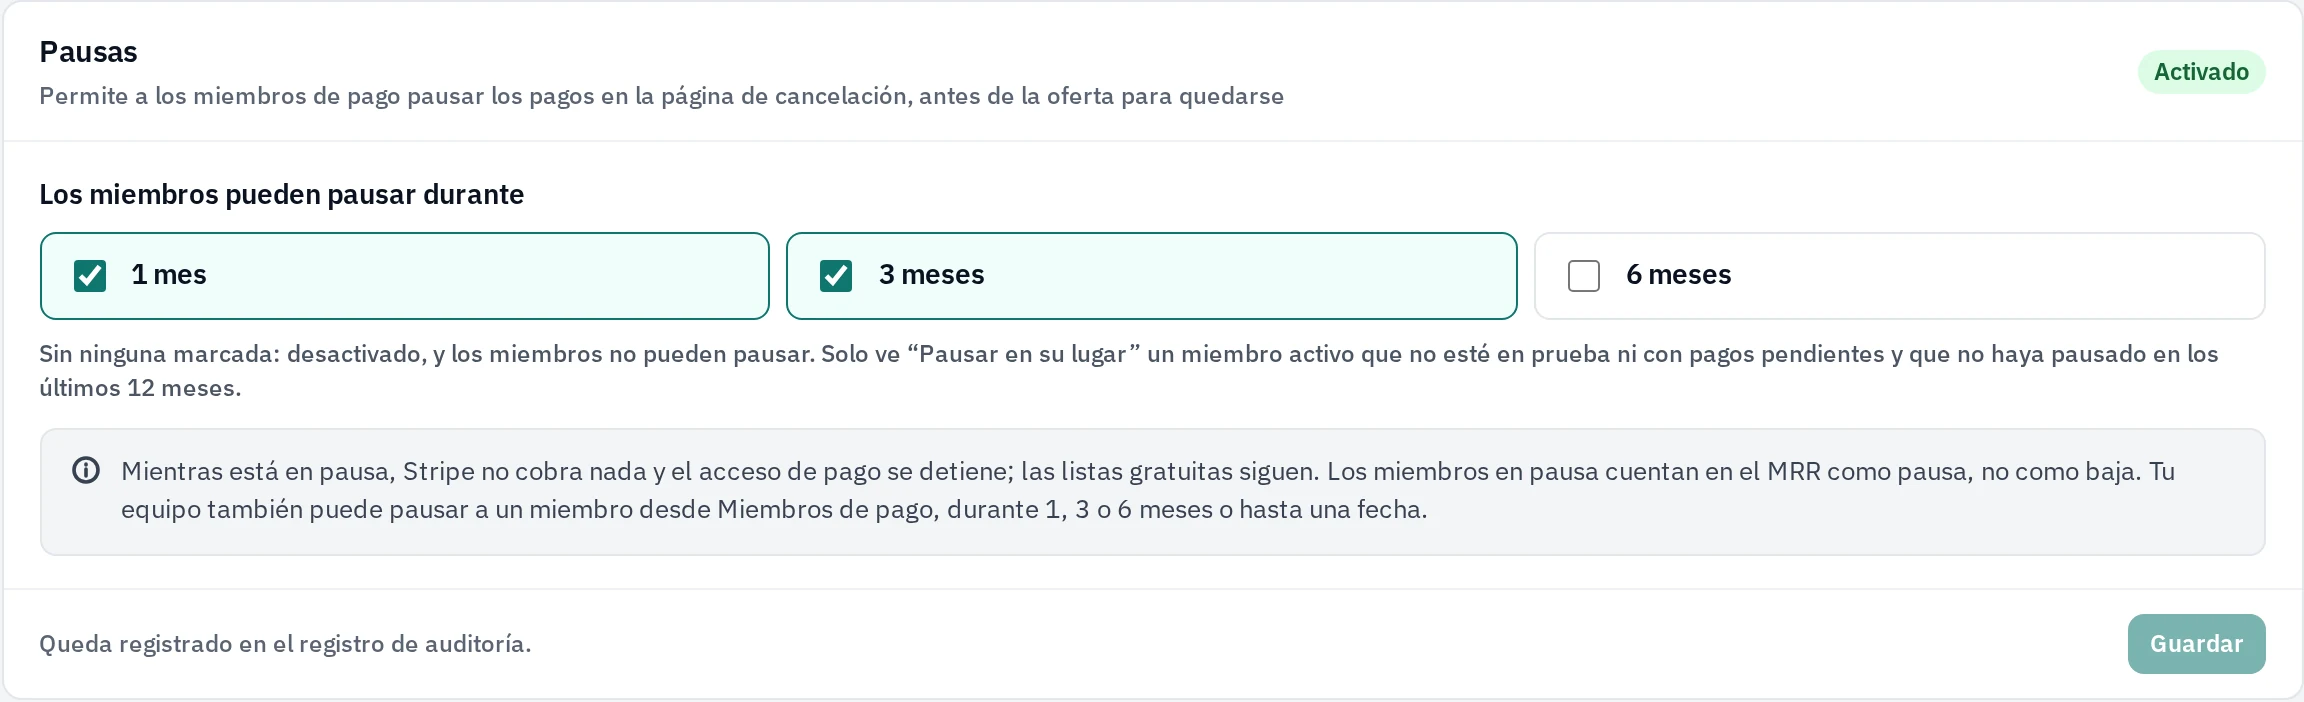 Pausas
Permite a los miembros de pago pausar los pagos en la página de cancelación, antes de la oferta para quedarse
Activado
Los miembros pueden pausar durante
1 mes
3 meses
6 meses
Sin ninguna marcada: desactivado, y los miembros no pueden pausar. Solo ve “Pausar en su lugar” un miembro activo que no esté en prueba ni con pagos pendientes y que no haya pausado en los
últimos 12 meses.
Mientras está en pausa, Stripe no cobra nada y el acceso de pago se detiene; las listas gratuitas siguen. Los miembros en pausa cuentan en el MRR como pausa, no como baja. Tu
equipo también puede pausar a un miembro desde Miembros de pago, durante 1, 3 o 6 meses o hasta una fecha.
Queda registrado en el registro de auditoría.
Guardar